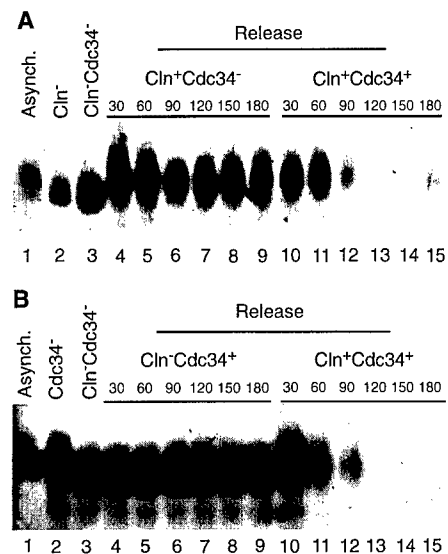 A
Release
Asynch.
Cln⁻
Cln⁻Cdc34⁻
Cln⁺Cdc34⁻
Cln⁺Cdc34⁺
30 60 90 120 150 180 30 60 90 120 150 180
1 2 3 4 5 6 7 8 9 10 11 12 13 14 15
B
Release
Asynch.
Cdc34⁻
Cln⁻Cdc34⁻
Cln⁻Cdc34⁺
Cln⁺Cdc34⁺
30 60 90 120 150 180 30 60 90 120 150 180
1 2 3 4 5 6 7 8 9 10 11 12 13 14 15